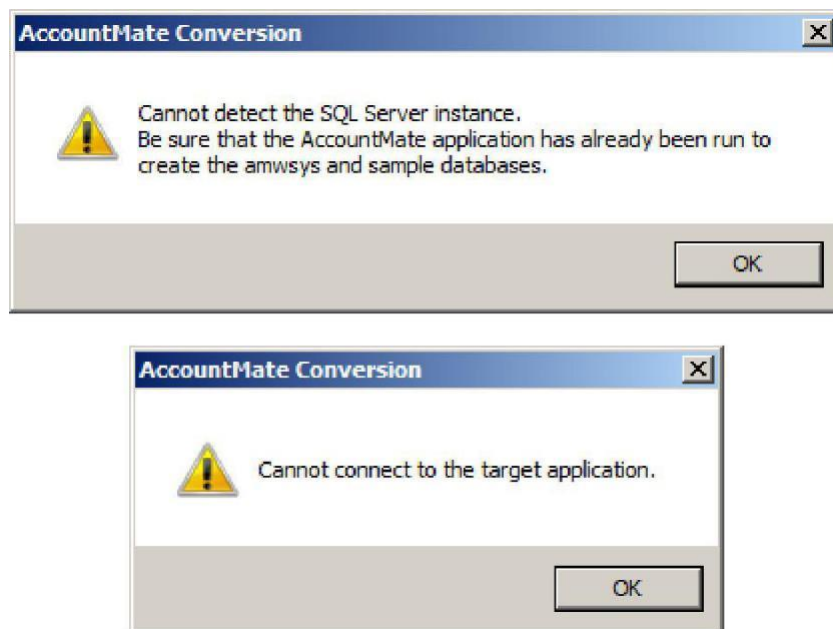 AccountMate Conversion
Cannot detect the SQL Server instance.
Be sure that the AccountMate application has already been run to
create the amwsys and sample databases.
OK
AccountMate Conversion
Cannot connect to the target application.
OK